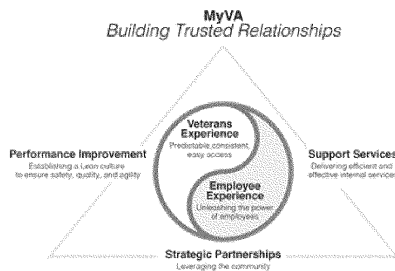 MyVA
Building Trusted Relationships
Veterans
Experience
Predictable, consistent,
easy access
Performance Improvement
Establishing a Lean culture
to ensure safety, quality, and agility
Support Services
Delivering efficient and
effective internal services
Employee
Experience
Unleashing the power
of employees
Strategic Partnerships
Leveraging the community